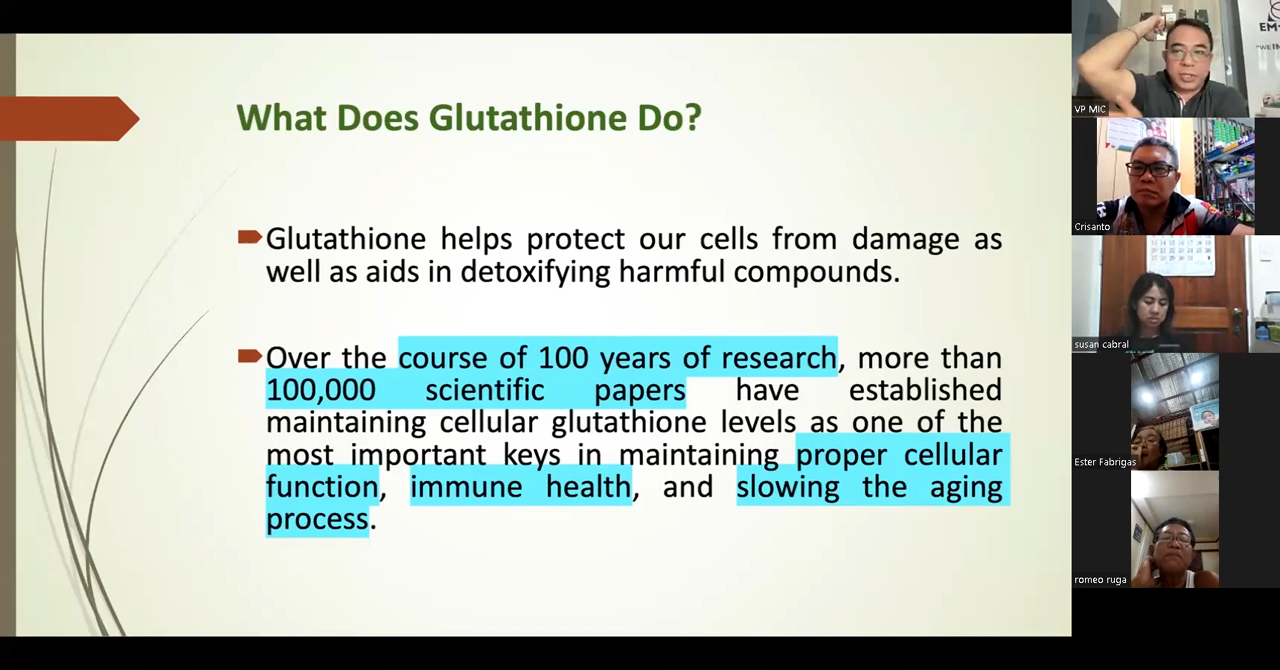 What Does Glutathione Do?
Glutathione helps protect our cells from damage as
well as aids in detoxifying harmful compounds.
Over the course of 100 years of research, more than
100,000 scientific papers have established
maintaining cellular glutathione levels as one of the
most important keys in maintaining proper cellular
function, immune health, and slowing the aging
process.
VP MIC
Crisanto
susan cabral
Ester Fabrigas
romeo ruga